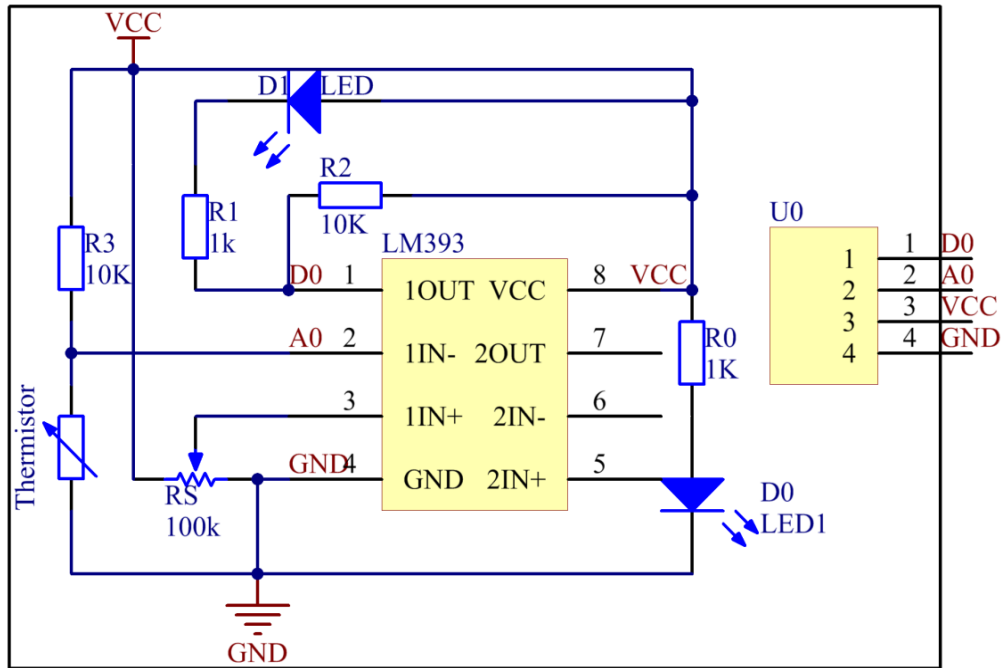 VCC
D1 LED
R2
10K
R1
1k
R3
10K
LM393
D0 1 1OUT VCC 8 VCC
A0 2 1IN- 2OUT 7
3 1IN+ 2IN- 6
GND 4 GND 2IN+ 5
R0
1K
Thermistor
RS
100k
D0
LED1
GND
U0
1 1 D0
2 2 A0
3 3 VCC
4 4 GND